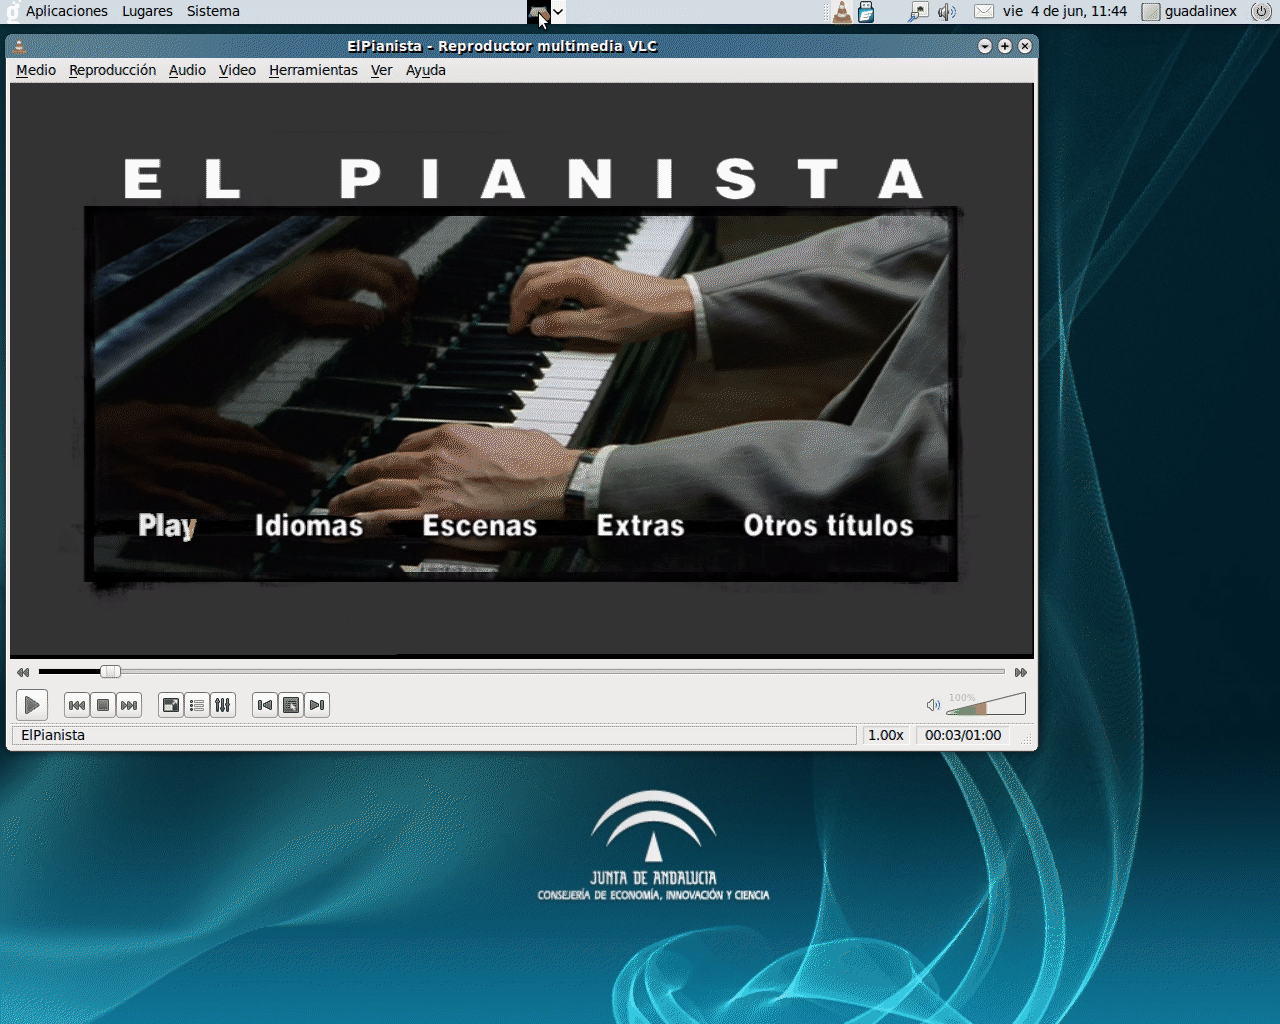 Aplicaciones Lugares Sistema vie 4 de jun, 11:44 guadalinex
ElPianista - Reproductor multimedia VLC
Medio Reproducción Audio Video Herramientas Ver Ayuda
EL PIANISTA
Play Idiomas Escenas Extras Otros títulos
100%
ElPianista 1.00x 00:03/01:00
JUNTA DE ANDALUCIA
CONSEJERÍA DE ECONOMÍA, INNOVACIÓN Y CIENCIA